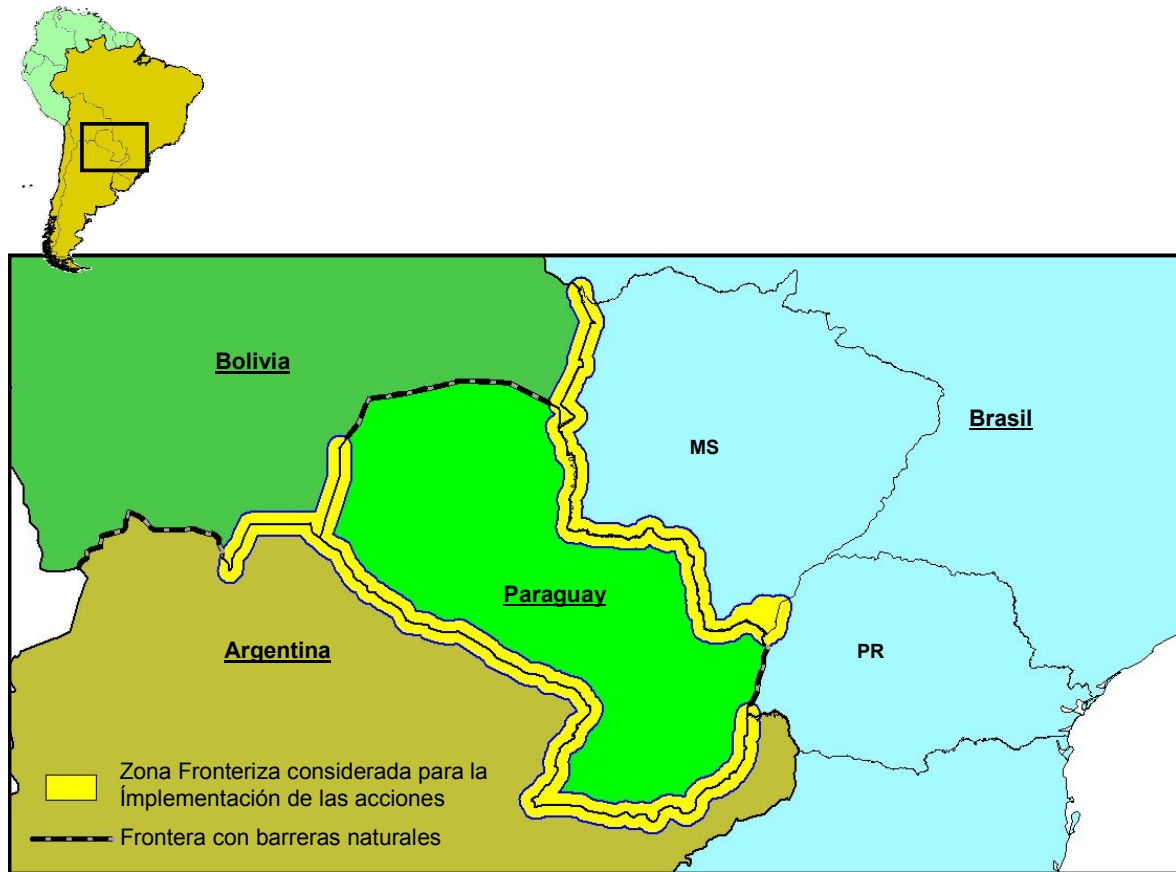 Bolivia
Brasil
MS
Paraguay
Argentina
PR
Zona Fronteriza considerada para la
Ímplementación de las acciones
Frontera con barreras naturales